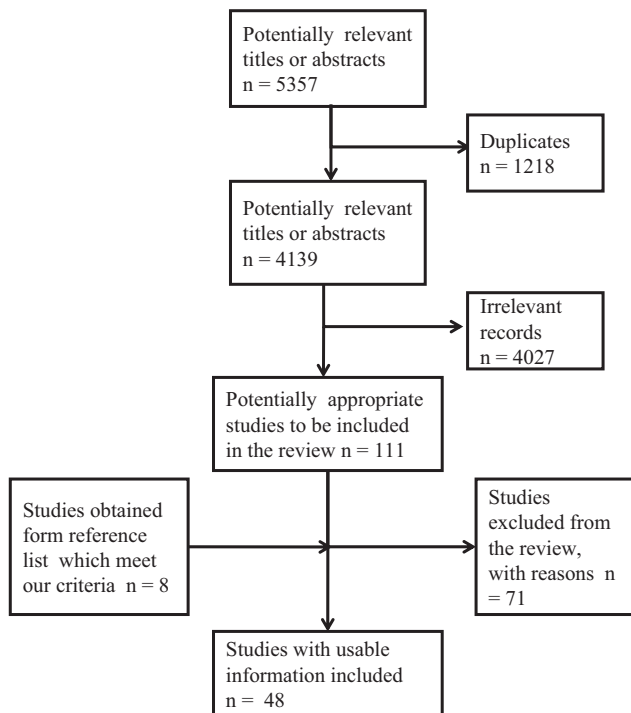 Potentially relevant
titles or abstracts
n = 5357
Duplicates
n = 1218
Potentially relevant
titles or abstracts
n = 4139
Irrelevant
records
n = 4027
Potentially appropriate
studies to be included
in the review n = 111
Studies obtained
form reference
list which meet
our criteria n = 8
Studies
excluded from
the review,
with reasons n
= 71
Studies with usable
information included
n = 48